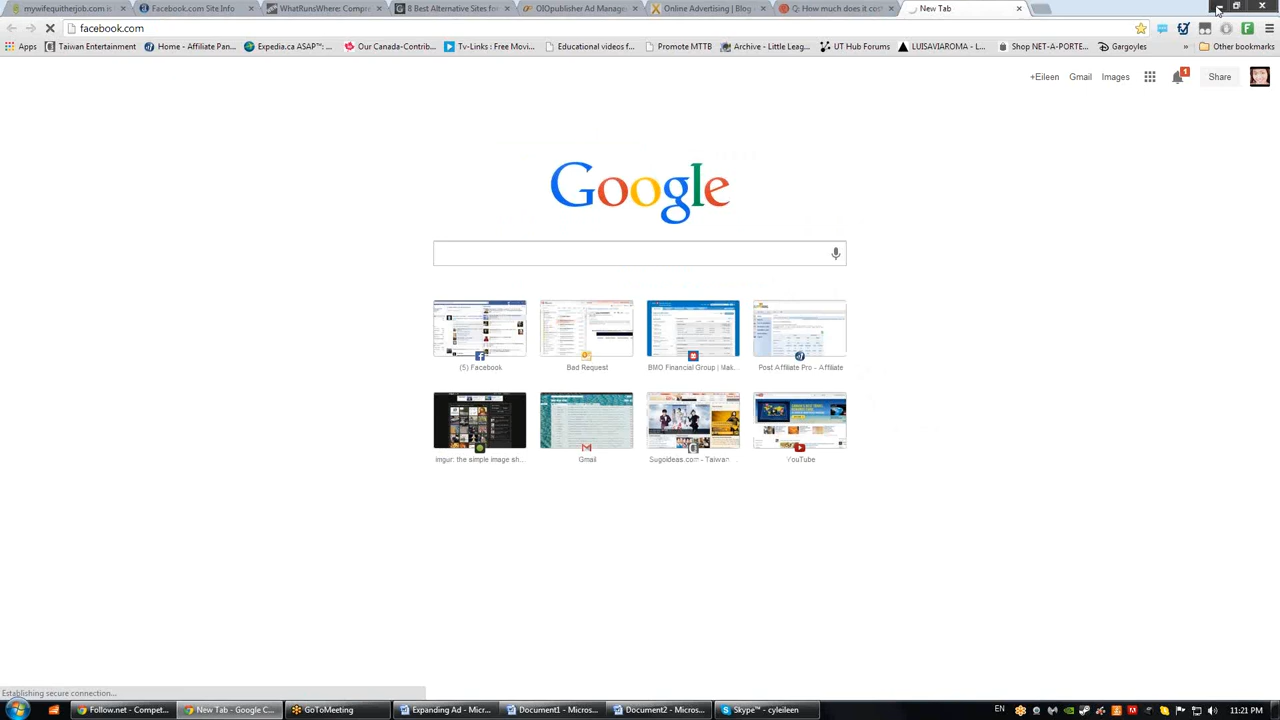 mywifequitherjob.com is
Facebook.com Site Info
WhatRunsWhere: Compre
8 Best Alternative Sites for
OIOpublisher Ad Manage
Online Advertising | Blog
Q: How much does it cost
New Tab
facebook.com
Apps
Taiwan Entertainment
Home - Affiliate Pan...
Expedia.ca ASAP™: ...
Our Canada-Contrib...
Tv-Links: Free Movi...
Educational videos f...
Promote MTTB
Archive - Little Leag...
UT Hub Forums
LUISAVIAROMA - L...
Shop NET-A-PORTE...
Gargoyles
»
Other bookmarks
+Eileen Gmail Images
1
Share
Google
(5) Facebook
Bad Request
BMO Financial Group | Mak...
Post Affiliate Pro - Affiliate
imgur: the simple image sh...
Gmail
Sugoideas.com - Taiwan ...
YouTube
Establishing secure connection...
Follow.net - Compet...
New Tab - Google C...
GoToMeeting
Expanding Ad - Micr...
Document1 - Micros...
Document2 - Micros...
Skype™ - cyleileen
EN
11:21 PM